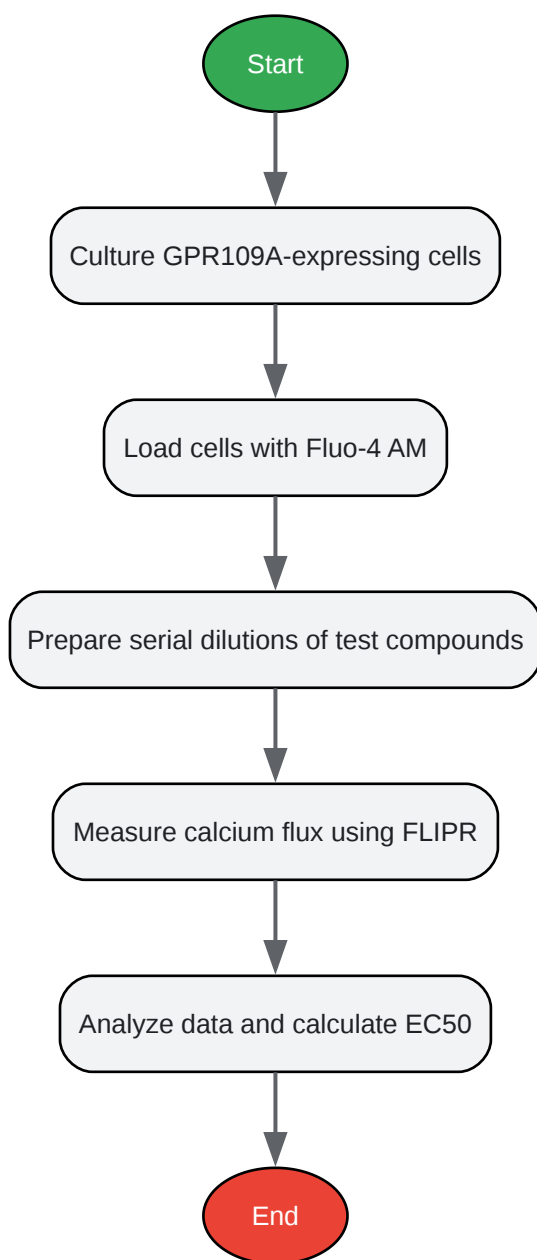 Start
Culture GPR109A-expressing cells
Load cells with Fluo-4 AM
Prepare serial dilutions of test compounds
Measure calcium flux using FLIPR
Analyze data and calculate EC50
End